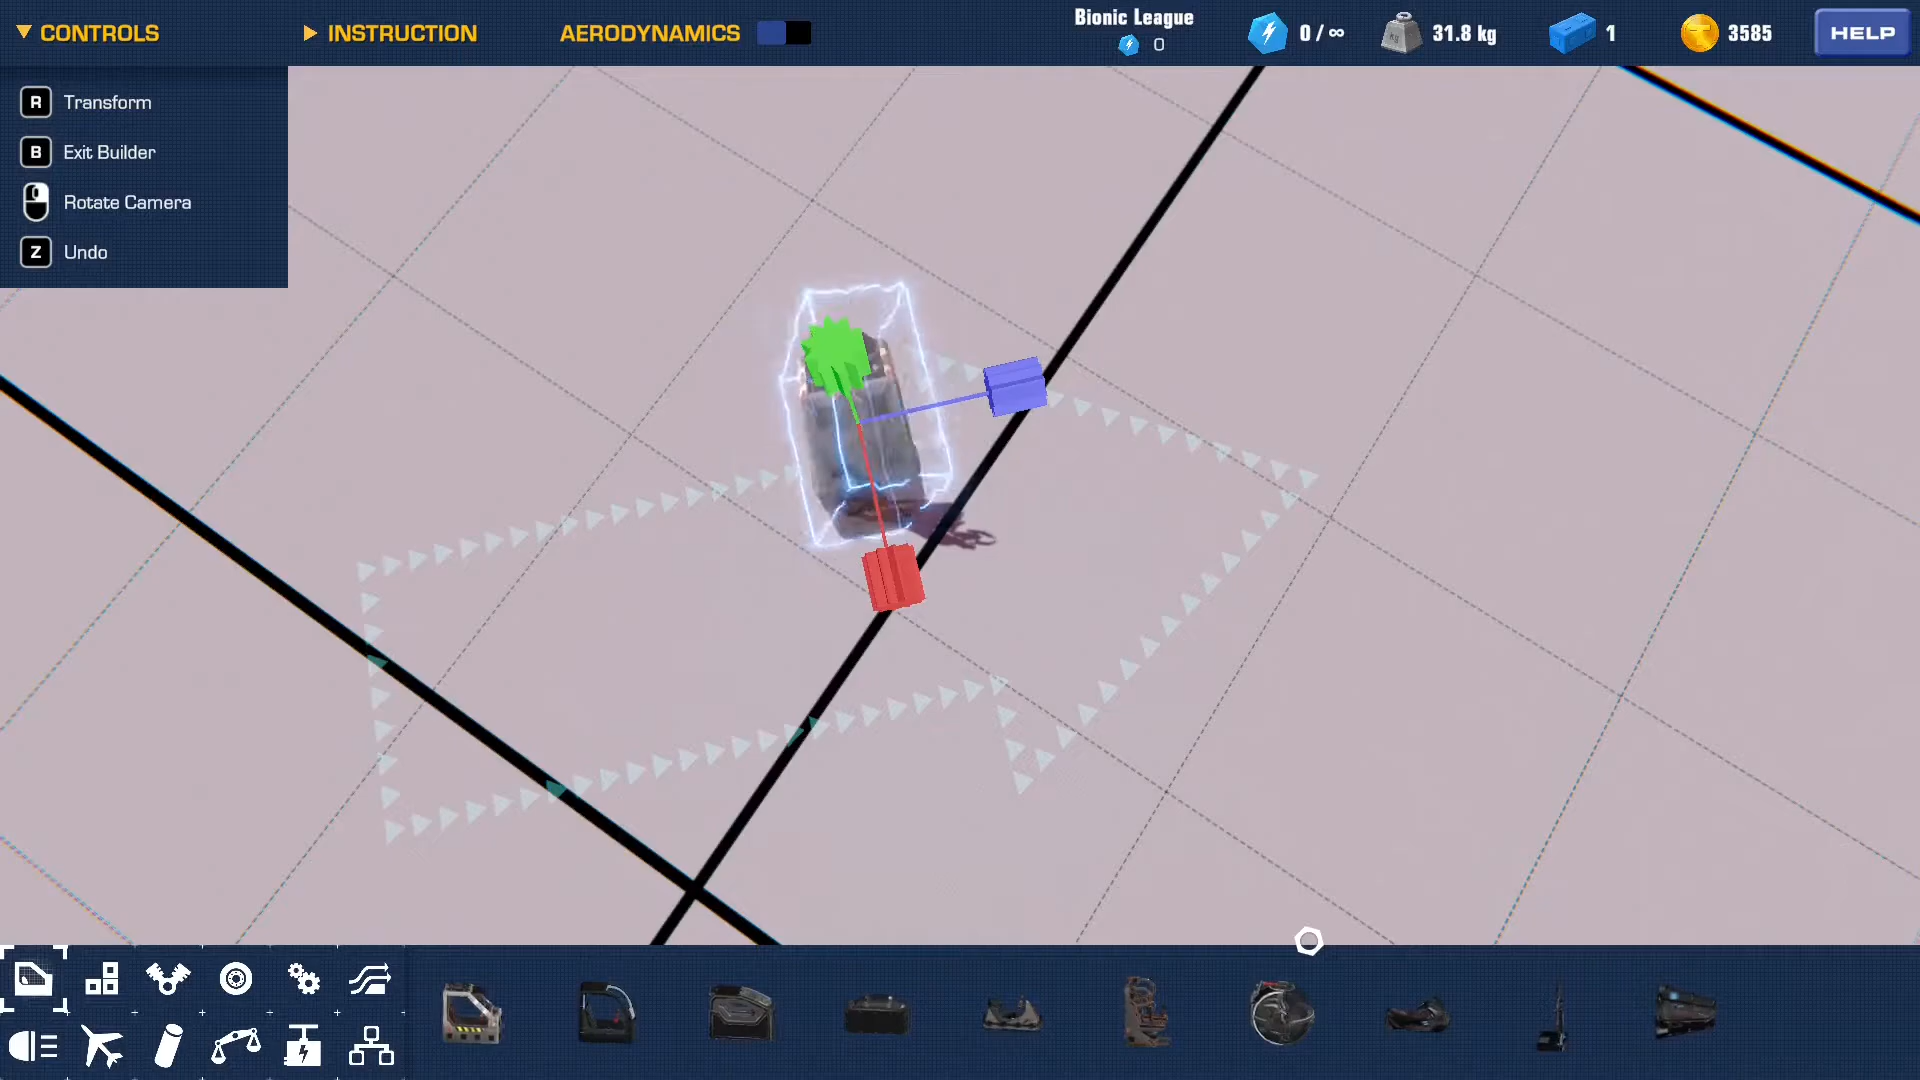 CONTROLS
INSTRUCTION
AERODYNAMICS
Bionic League
0
0 / ∞
31.8 kg
1
3585
HELP
R Transform
B Exit Builder
Rotate Camera
Z Undo